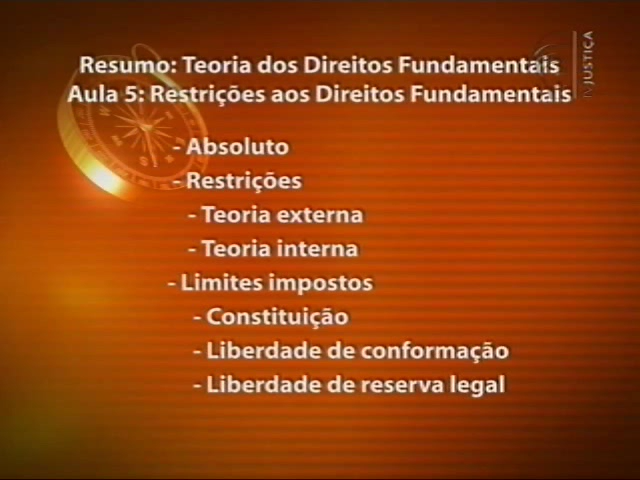 Resumo: Teoria dos Direitos Fundamentais
Aula 5: Restrições aos Direitos Fundamentais
- Absoluto
- Restrições
- Teoria externa
- Teoria interna
- Limites impostos
- Constituição
- Liberdade de conformação
- Liberdade de reserva legal
JUSTIÇA